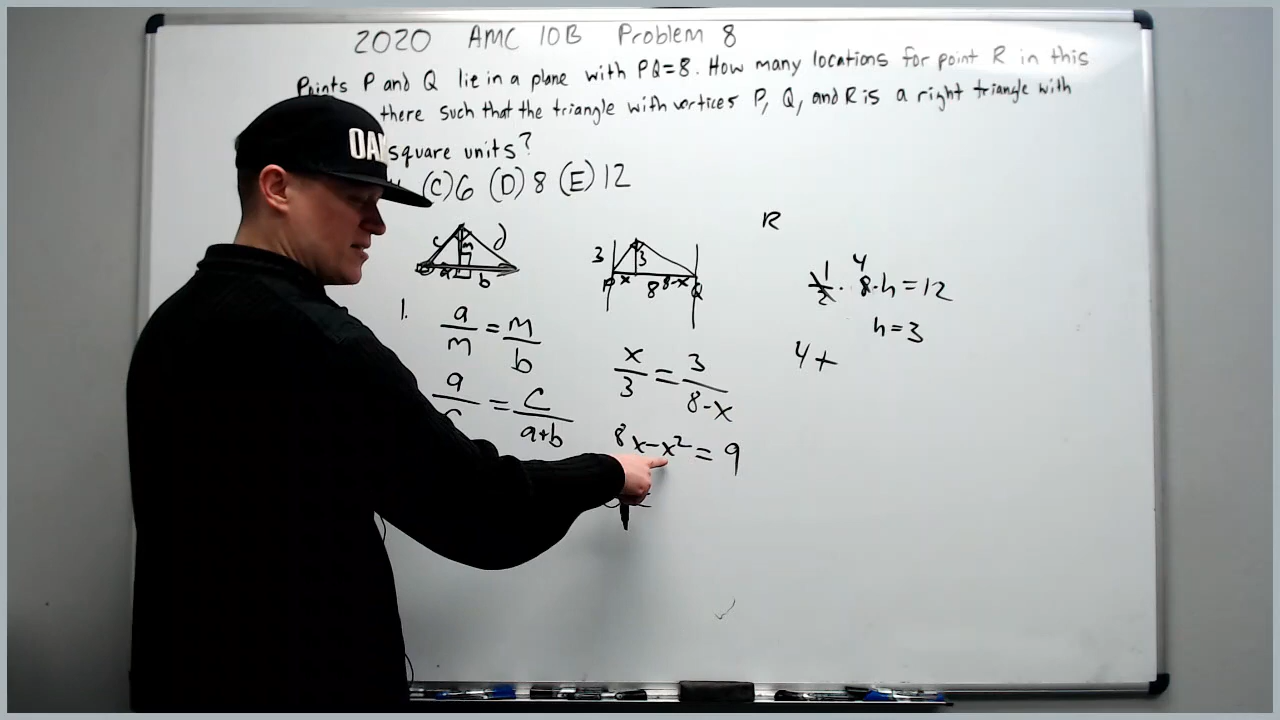 2020 AMC 10B Problem 8
Points P and Q lie in a plane with PQ=8. How many locations for point R in this
there such that the triangle with vertices P, Q, and R is a right triangle with
square units?
(C) 6 (D) 8 (E) 12
OA
R
c d m a b
3 3 x 8 8-x P Q
1/2 · 8·h = 12
4
h = 3
1. a/m = m/b
x/3 = 3/(8-x)
4 +
a = c/(a+b)
8x - x² = 9